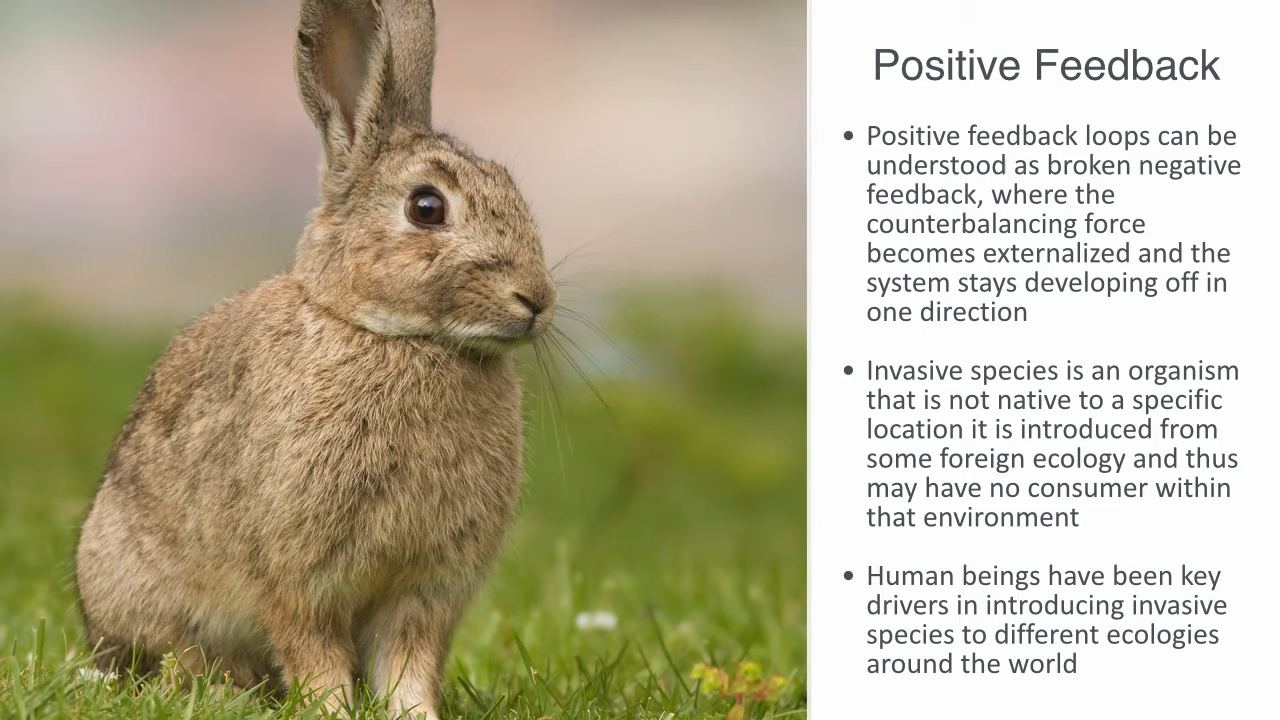 Positive Feedback
• Positive feedback loops can be
understood as broken negative
feedback, where the
counterbalancing force
becomes externalized and the
system stays developing off in
one direction
• Invasive species is an organism
that is not native to a specific
location it is introduced from
some foreign ecology and thus
may have no consumer within
that environment
• Human beings have been key
drivers in introducing invasive
species to different ecologies
around the world